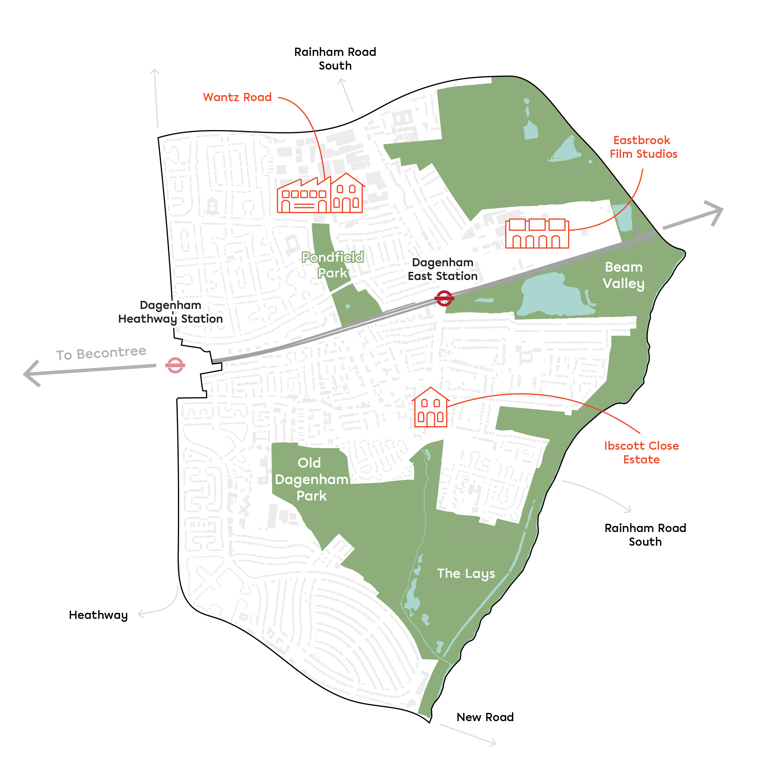 Rainham Road
South
Wantz Road
Eastbrook
Film Studios
Pondfield
Park
Dagenham
East Station
Beam
Valley
Dagenham
Heathway Station
To Becontree
Ibscott Close
Estate
Old
Dagenham
Park
Rainham Road
South
The Lays
Heathway
New Road